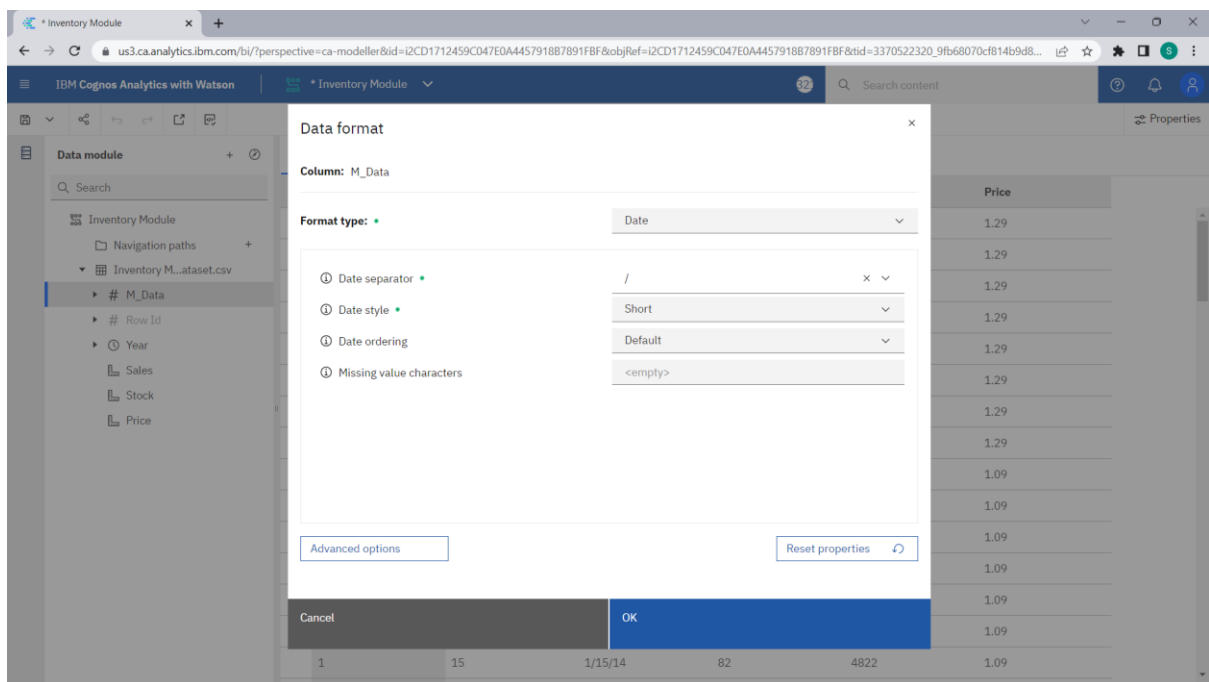 * Inventory Module
us3.ca.analytics.ibm.com/bi/?perspective=ca-modeller&id=i2CD1712459C047E0A4457918B7891FBF&objRef=i2CD1712459C047E0A4457918B7891FBF&tid=3370522320_9fb68070cf814b9d8...
S
IBM Cognos Analytics with Watson
* Inventory Module
Search content
Properties
Data module
Search
Inventory Module
Navigation paths
Inventory M...ataset.csv
# M_Data
# Row Id
Year
Sales
Stock
Price
Data format
Column: M_Data
Format type:
Date
Date separator
/
Date style
Short
Date ordering
Default
Missing value characters
<empty>
Advanced options
Reset properties
Cancel
OK
Price
1.29
1.29
1.29
1.29
1.29
1.29
1.29
1.29
1.09
1.09
1.09
1.09
1.09
1.09
1 15 1/15/14 82 4822 1.09